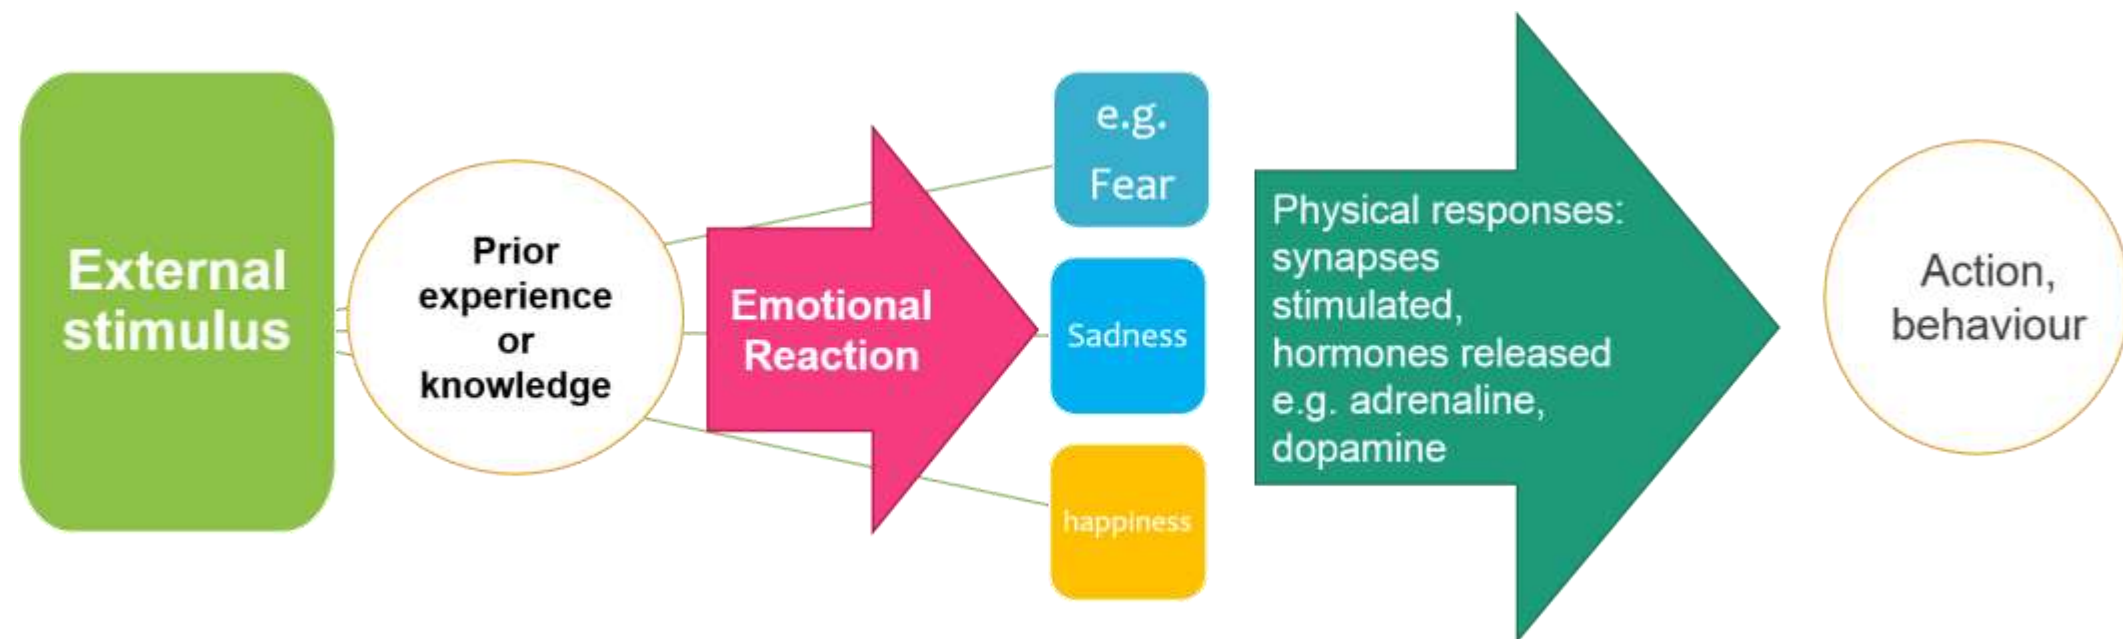 External
stimulus
Prior
experience
or
knowledge
Emotional
Reaction
e.g.
Fear
Sadness
happiness
Physical responses:
synapses
stimulated,
hormones released
e.g. adrenaline,
dopamine
Action,
behaviour